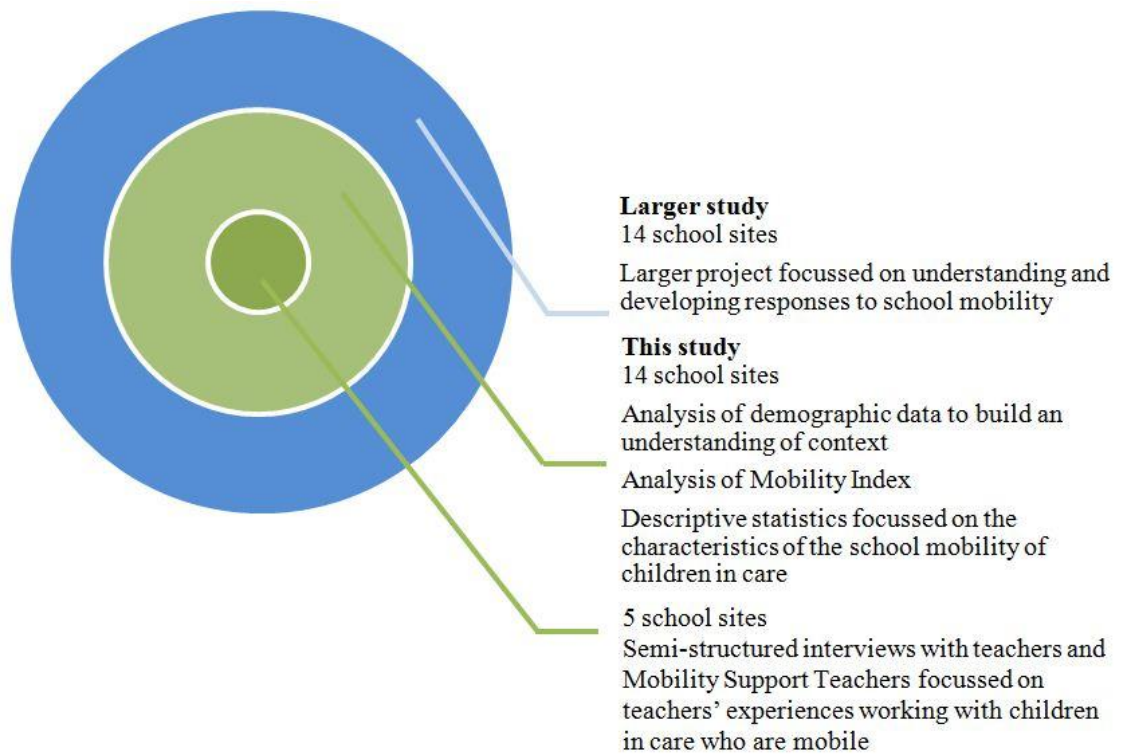 Larger study
14 school sites
Larger project focussed on understanding and
developing responses to school mobility
This study
14 school sites
Analysis of demographic data to build an
understanding of context
Analysis of Mobility Index
Descriptive statistics focussed on the
characteristics of the school mobility of
children in care
5 school sites
Semi-structured interviews with teachers and
Mobility Support Teachers focussed on
teachers’ experiences working with children
in care who are mobile